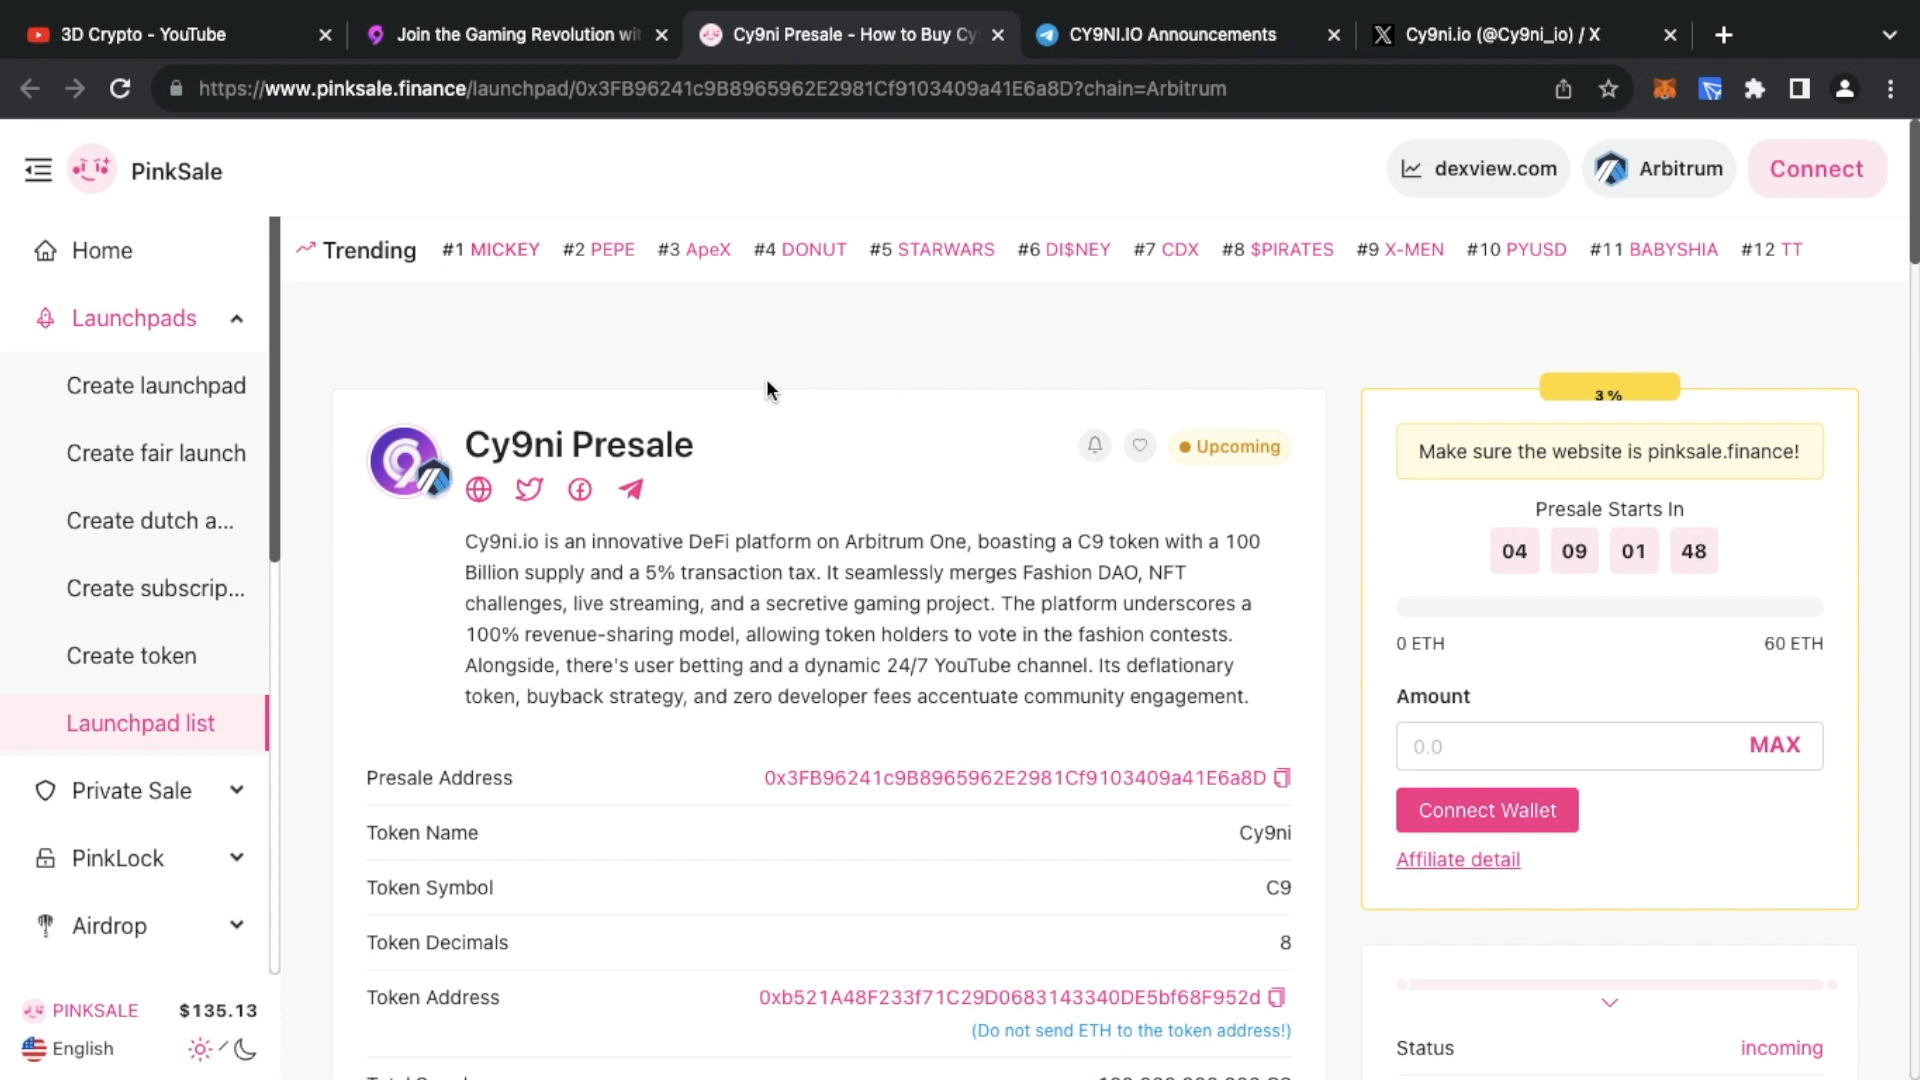 3D Crypto - YouTube
Join the Gaming Revolution wit
Cy9ni Presale - How to Buy Cy
CY9NI.IO Announcements
Cy9ni.io (@Cy9ni_io) / X
https://www.pinksale.finance/launchpad/0x3FB96241c9B8965962E2981Cf9103409a41E6a8D?chain=Arbitrum
PinkSale
dexview.com
Arbitrum
Connect
Home
Launchpads
Create launchpad
Create fair launch
Create dutch a...
Create subscrip...
Create token
Launchpad list
Private Sale
PinkLock
Airdrop
PINKSALE $135.13
English
Trending #1 MICKEY #2 PEPE #3 ApeX #4 DONUT #5 STARWARS #6 DI$NEY #7 CDX #8 $PIRATES #9 X-MEN #10 PYUSD #11 BABYSHIA #12 TT
Cy9ni Presale
Upcoming
Cy9ni.io is an innovative DeFi platform on Arbitrum One, boasting a C9 token with a 100
Billion supply and a 5% transaction tax. It seamlessly merges Fashion DAO, NFT
challenges, live streaming, and a secretive gaming project. The platform underscores a
100% revenue-sharing model, allowing token holders to vote in the fashion contests.
Alongside, there's user betting and a dynamic 24/7 YouTube channel. Its deflationary
token, buyback strategy, and zero developer fees accentuate community engagement.
Presale Address 0x3FB96241c9B8965962E2981Cf9103409a41E6a8D
Token Name Cy9ni
Token Symbol C9
Token Decimals 8
Token Address 0xb521A48F233f71C29D0683143340DE5bf68F952d
(Do not send ETH to the token address!)
3 %
Make sure the website is pinksale.finance!
Presale Starts In
04 09 01 48
0 ETH 60 ETH
Amount
0.0 MAX
Connect Wallet
Affiliate detail
Status incoming